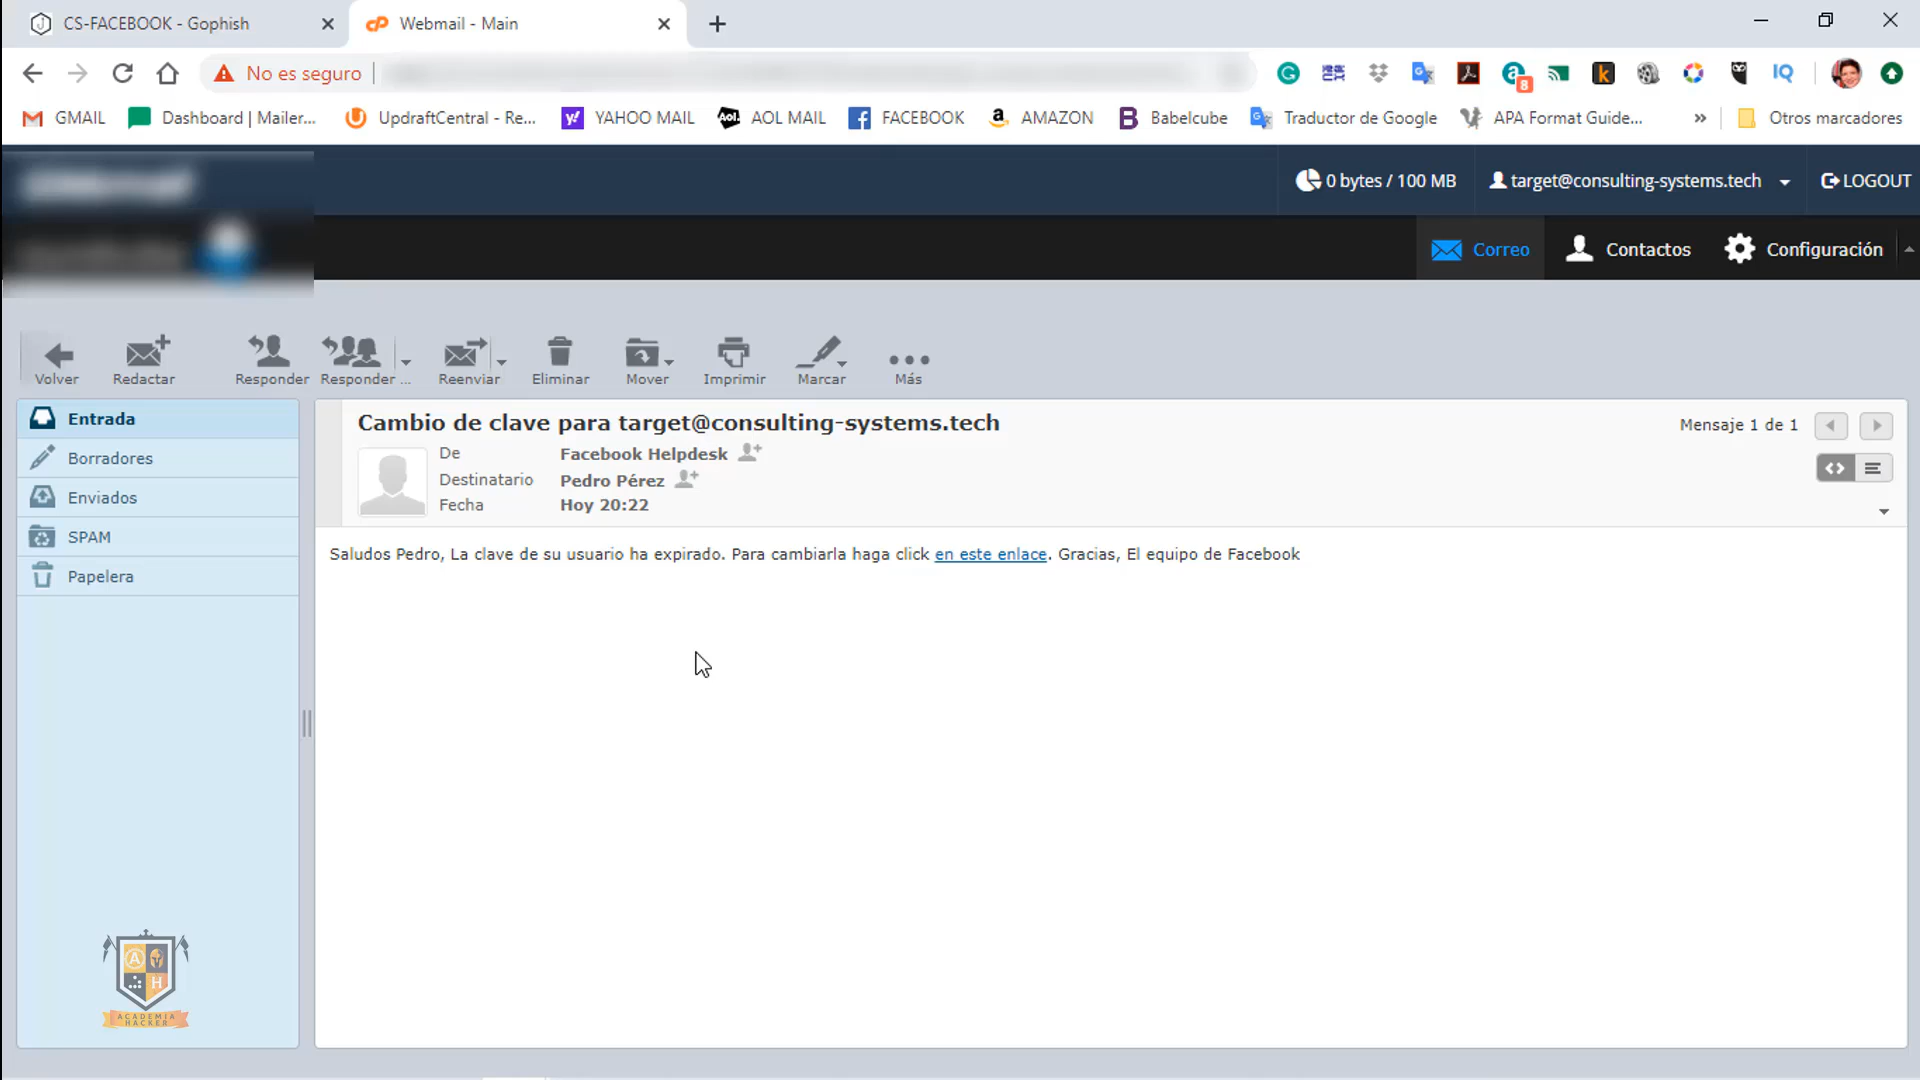 CS-FACEBOOK - Gophish
Webmail - Main
No es seguro
8
IQ
GMAIL
Dashboard | Mailer...
UpdraftCentral - Re...
YAHOO MAIL
Aol.
AOL MAIL
FACEBOOK
AMAZON
B
Babelcube
Traductor de Google
APA Format Guide...
»
Otros marcadores
0 bytes / 100 MB
target@consulting-systems.tech
LOGOUT
Correo
Contactos
Configuración
Volver
Redactar
Responder
Responder ...
Reenviar
Eliminar
Mover
Imprimir
Marcar
Más
Entrada
Borradores
Enviados
SPAM
Papelera
Cambio de clave para target@consulting-systems.tech
Mensaje 1 de 1
De Facebook Helpdesk
Destinatario Pedro Pérez
Fecha Hoy 20:22
Saludos Pedro, La clave de su usuario ha expirado. Para cambiarla haga click en este enlace. Gracias, El equipo de Facebook
A
H
ACADEMIA
HACKER